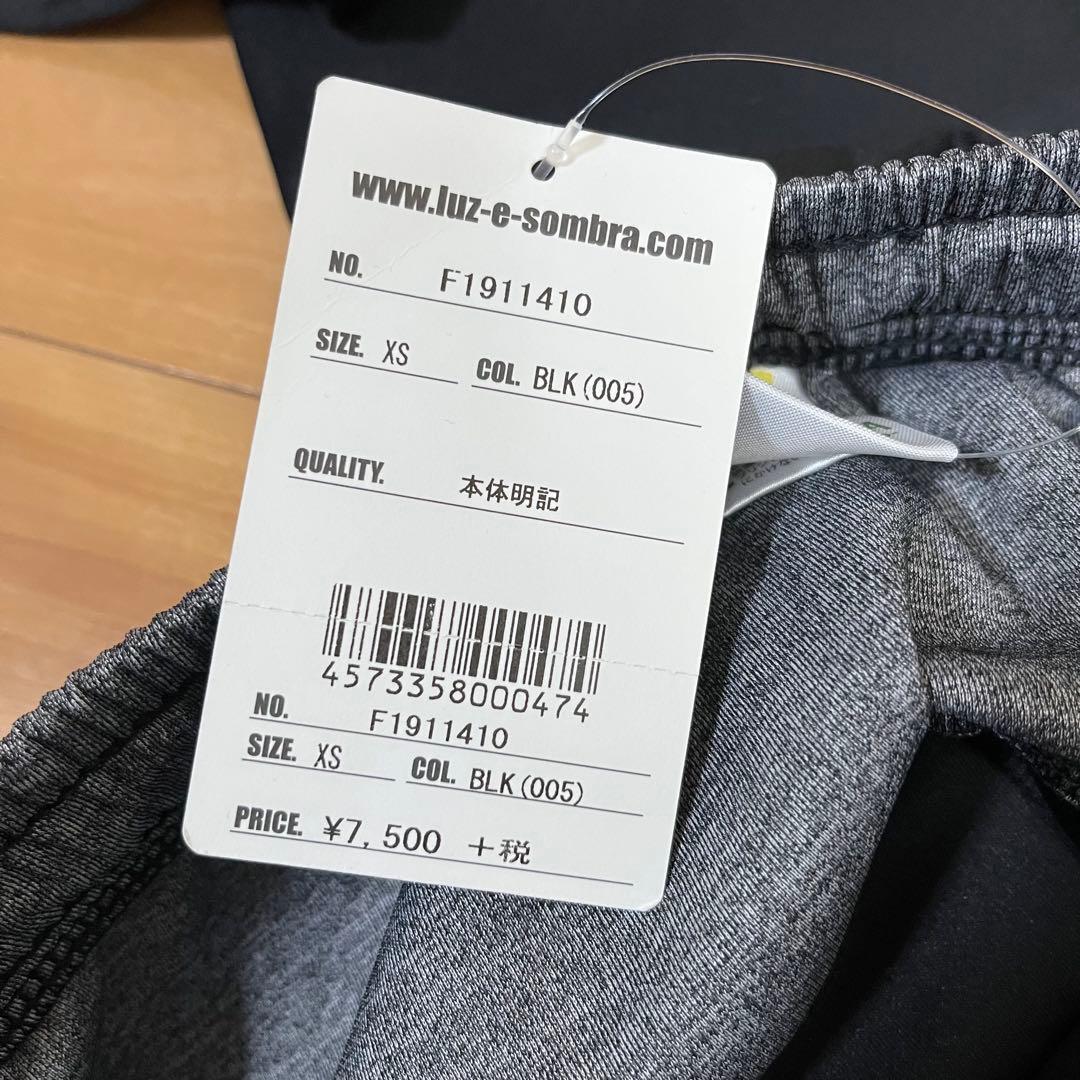 www.luz-e-sombra.com
NO. F1911410
SIZE. XS COL. BLK(005)
QUALITY. 本体明記
4573358000474
NO. F1911410
SIZE. XS COL. BLK(005)
PRICE. ¥7,500 +税